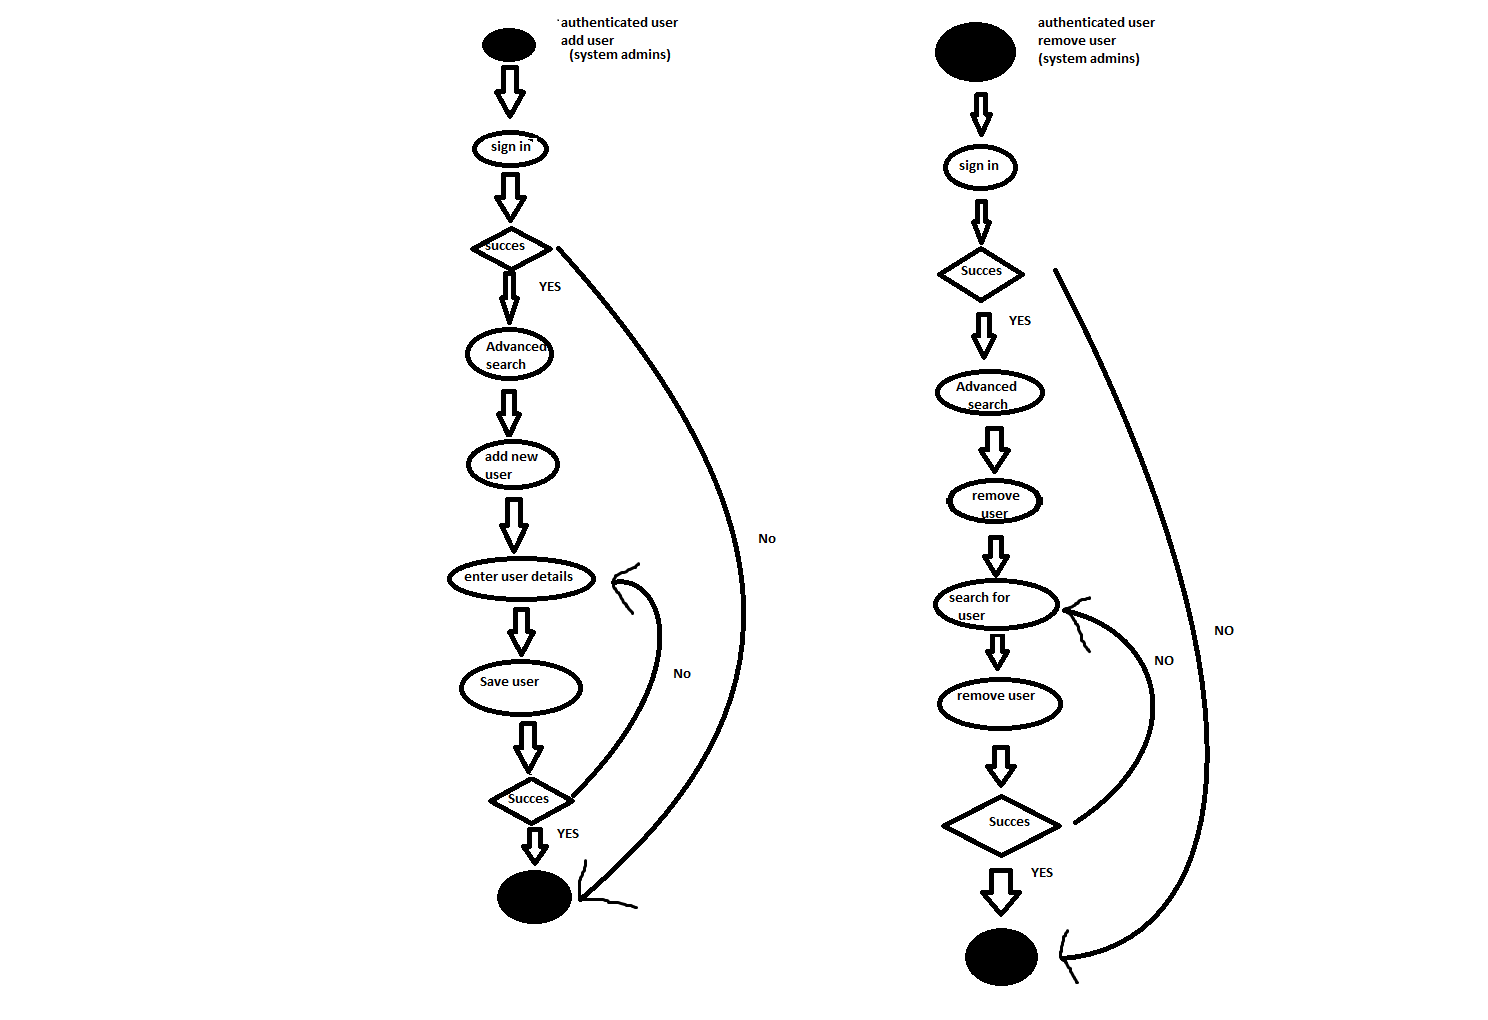 authenticated user
add user
(system admins)
sign in
succes
YES
Advanced
search
add new
user
No
enter user details
No
Save user
Succes
YES
authenticated user
remove user
(system admins)
sign in
Succes
YES
Advanced
search
remove
user
search for
user
NO
NO
remove user
Succes
YES